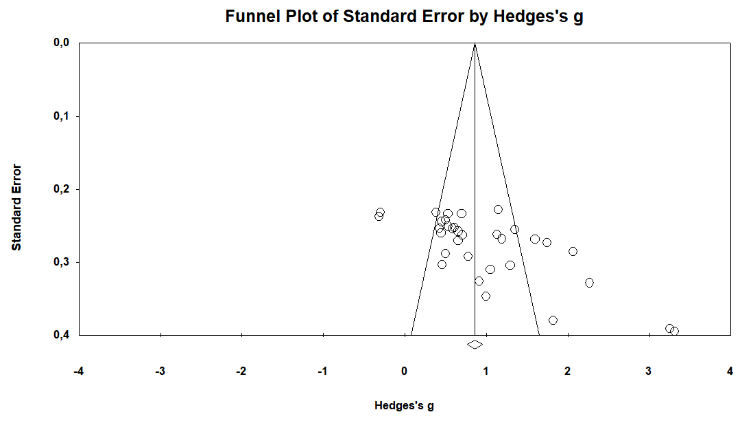 Funnel Plot of Standard Error by Hedges's g
0,0
0,1
0,2
0,3
0,4
Standard Error
-4 -3 -2 -1 0 1 2 3 4
Hedges's g